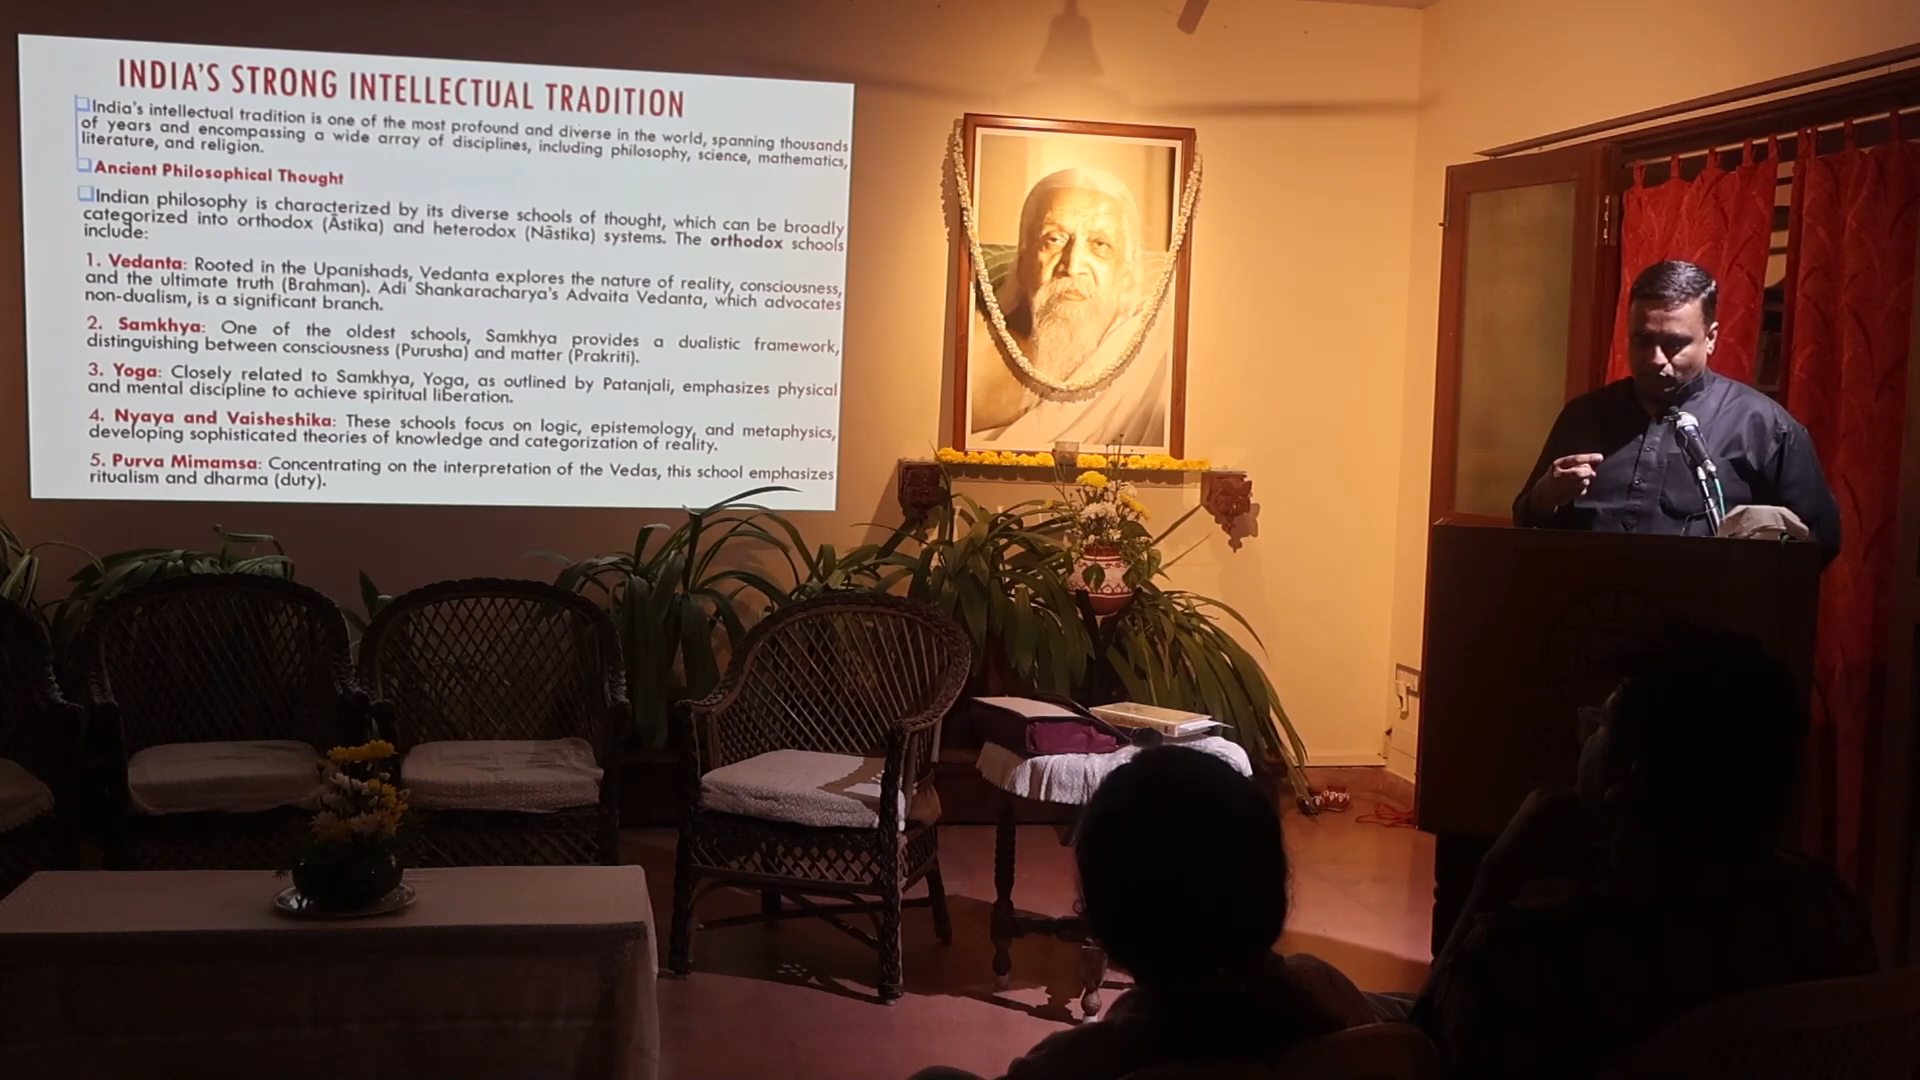 INDIA'S STRONG INTELLECTUAL TRADITION
India's intellectual tradition is one of the most profound and diverse in the world, spanning thousands
of years and encompassing a wide array of disciplines, including philosophy, science, mathematics,
literature, and religion.
Ancient Philosophical Thought
Indian philosophy is characterized by its diverse schools of thought, which can be broadly
categorized into orthodox (Āstika) and heterodox (Nāstika) systems. The orthodox schools
include:
1. Vedanta: Rooted in the Upanishads, Vedanta explores the nature of reality, consciousness,
and the ultimate truth (Brahman). Adi Shankaracharya's Advaita Vedanta, which advocates
non-dualism, is a significant branch.
2. Samkhya: One of the oldest schools, Samkhya provides a dualistic framework,
distinguishing between consciousness (Purusha) and matter (Prakriti).
3. Yoga: Closely related to Samkhya, Yoga, as outlined by Patanjali, emphasizes physical
and mental discipline to achieve spiritual liberation.
4. Nyaya and Vaisheshika: These schools focus on logic, epistemology, and metaphysics,
developing sophisticated theories of knowledge and categorization of reality.
5. Purva Mimamsa: Concentrating on the interpretation of the Vedas, this school emphasizes
ritualism and dharma (duty).